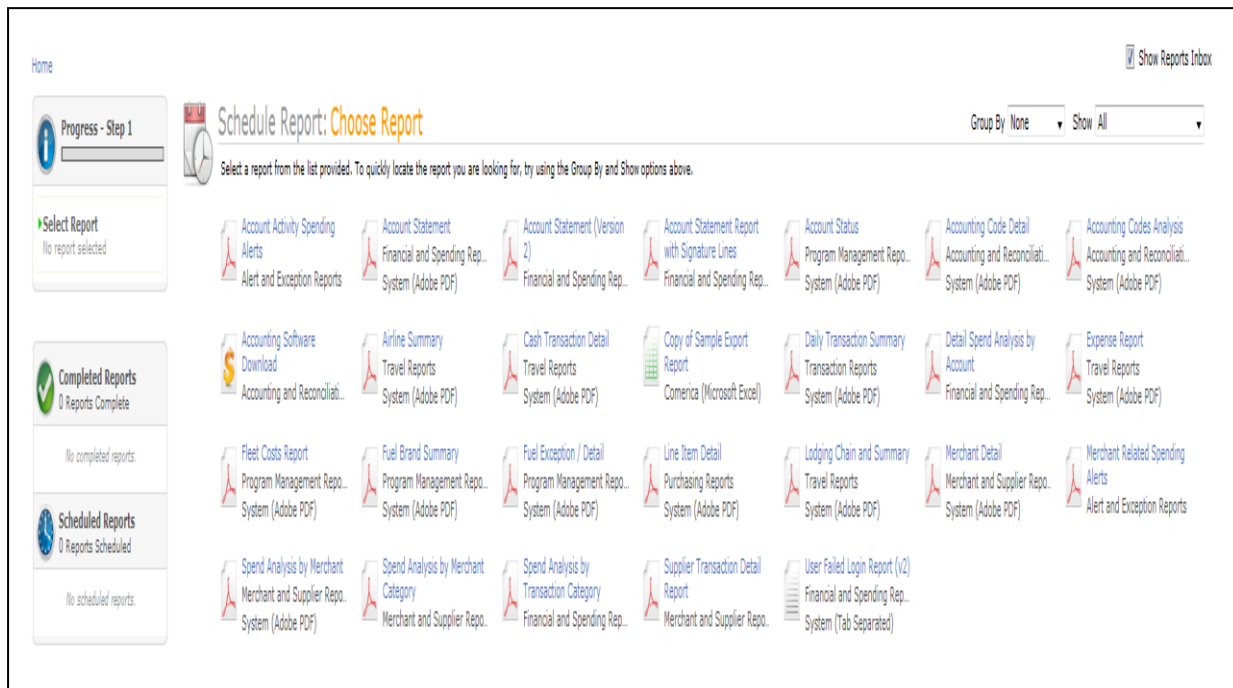 Home
Show Reports Inbox
Progress - Step 1
Select Report
No report selected
Completed Reports
0 Reports Complete
No completed reports.
Scheduled Reports
0 Reports Scheduled
No scheduled reports.
Schedule Report: Choose Report
Group By None Show All
Select a report from the list provided. To quickly locate the report you are looking for, try using the Group By and Show options above.
Account Activity Spending
Alerts
Alert and Exception Reports
Account Statement
Financial and Spending Rep...
System (Adobe PDF)
Account Statement (Version
2)
Financial and Spending Rep...
Account Statement Report
with Signature Lines
Financial and Spending Rep...
Account Status
Program Management Repo...
System (Adobe PDF)
Accounting Code Detail
Accounting and Reconciliati...
System (Adobe PDF)
Accounting Codes Analysis
Accounting and Reconciliati...
System (Adobe PDF)
Accounting Software
Download
Accounting and Reconciliati...
Airline Summary
Travel Reports
System (Adobe PDF)
Cash Transaction Detail
Travel Reports
System (Adobe PDF)
Copy of Sample Export
Report
Comerica (Microsoft Excel)
Daily Transaction Summary
Transaction Reports
System (Adobe PDF)
Detail Spend Analysis by
Account
Financial and Spending Rep...
Expense Report
Travel Reports
System (Adobe PDF)
Fleet Costs Report
Program Management Repo...
System (Adobe PDF)
Fuel Brand Summary
Program Management Repo...
System (Adobe PDF)
Fuel Exception / Detail
Program Management Repo...
System (Adobe PDF)
Line Item Detail
Purchasing Reports
System (Adobe PDF)
Lodging Chain and Summary
Travel Reports
System (Adobe PDF)
Merchant Detail
Merchant and Supplier Repo...
System (Adobe PDF)
Merchant Related Spending
Alerts
Alert and Exception Reports
Spend Analysis by Merchant
Merchant and Supplier Repo...
System (Adobe PDF)
Spend Analysis by Merchant
Category
Merchant and Supplier Repo...
Spend Analysis by
Transaction Category
Financial and Spending Rep...
Supplier Transaction Detail
Report
Merchant and Supplier Repo...
User Failed Login Report (v2)
Financial and Spending Rep...
System (Tab Separated)